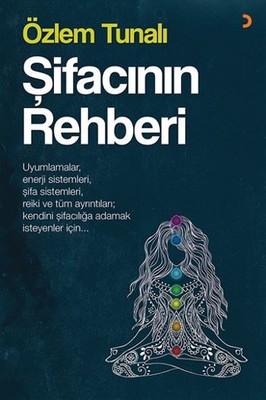 Özlem Tunalı
Şifacının
Rehberi
Uyumlamalar,
enerji sistemleri,
şifa sistemleri,
reiki ve tüm ayrıntıları;
kendini şifacılığa adamak
isteyenler için...